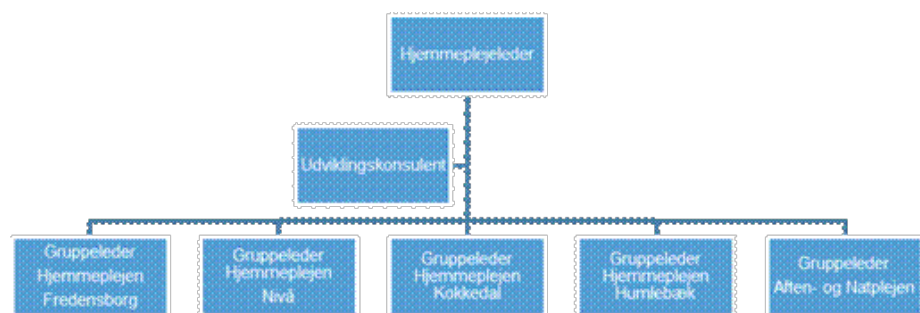 Hjemmeplejeleder
Udviklingskonsulent
Gruppeleder
Hjemmeplejen
Fredensborg
Gruppeleder
Hjemmeplejen
Nivå
Gruppeleder
Hjemmeplejen
Kokkedal
Gruppeleder
Hjemmeplejen
Humlebæk
Gruppeleder
Aften- og Natplejen